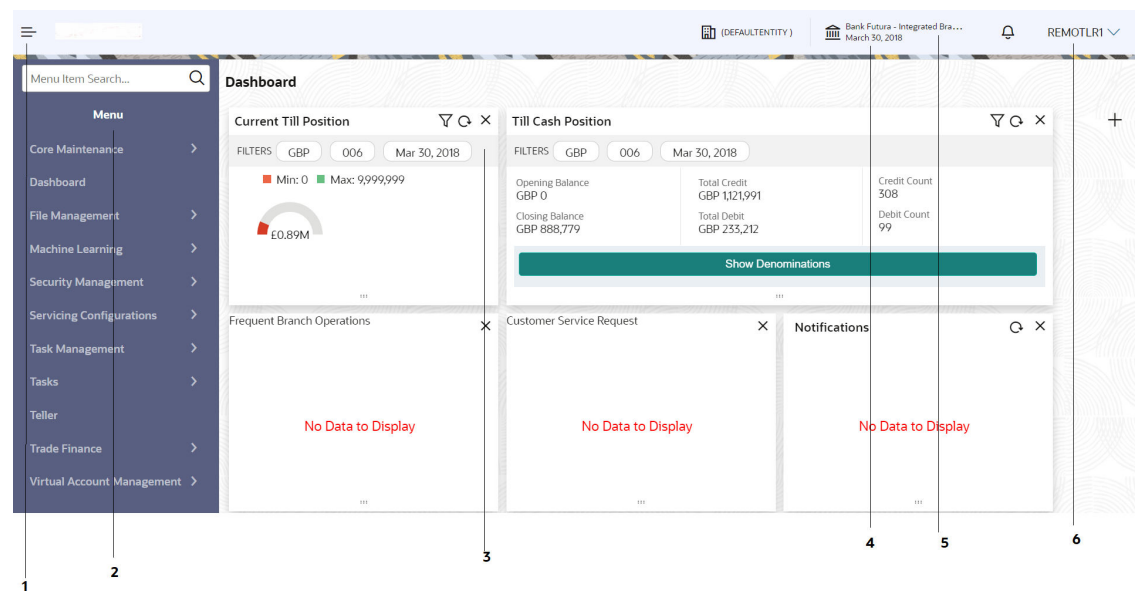 (DEFAULTENTITY )
Bank Futura - Integrated Bra...
March 30, 2018
REMOTLR1
Menu Item Search...
Menu
Core Maintenance
Dashboard
File Management
Machine Learning
Security Management
Servicing Configurations
Task Management
Tasks
Teller
Trade Finance
Virtual Account Management
Dashboard
Current Till Position
FILTERS GBP 006 Mar 30, 2018
Min: 0 Max: 9,999,999
£0.89M
Till Cash Position
FILTERS GBP 006 Mar 30, 2018
Opening Balance
GBP 0
Closing Balance
GBP 888,779
Total Credit
GBP 1,121,991
Total Debit
GBP 233,212
Credit Count
308
Debit Count
99
Show Denominations
Frequent Branch Operations
No Data to Display
Customer Service Request
No Data to Display
Notifications
No Data to Display
1
2
3
4
5
6